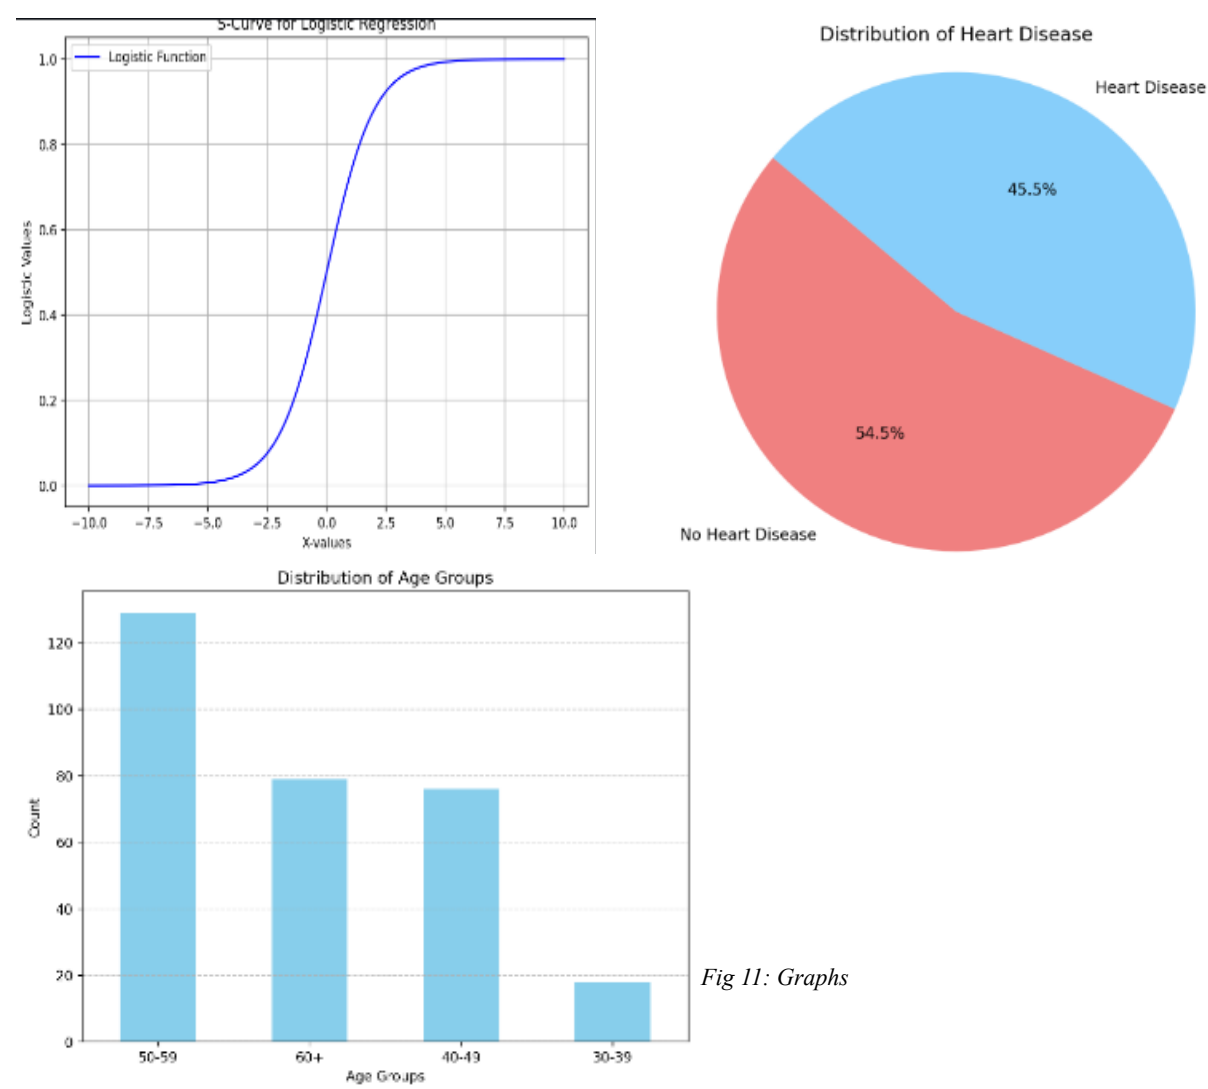 S-Curve for Logistic Regression
Logistic Function
1.0
0.8
0.6
0.4
0.2
0.0
Logistic Values
−10.0 −7.5 −5.0 −2.5 0.0 2.5 5.0 7.5 10.0
X-values
Distribution of Heart Disease
Heart Disease
45.5%
54.5%
No Heart Disease
Distribution of Age Groups
120
100
80
60
40
20
0
Count
50-59 60+ 40-49 30-39
Age Groups
Fig 11: Graphs